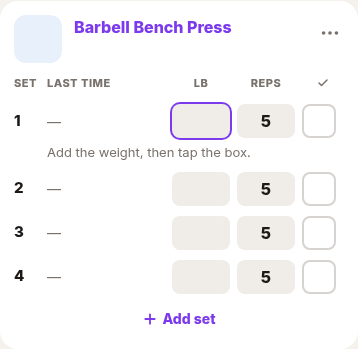 Barbell Bench Press
SET LAST TIME LB REPS ✓
1 — 5
Add the weight, then tap the box.
2 — 5
3 — 5
4 — 5
+ Add set